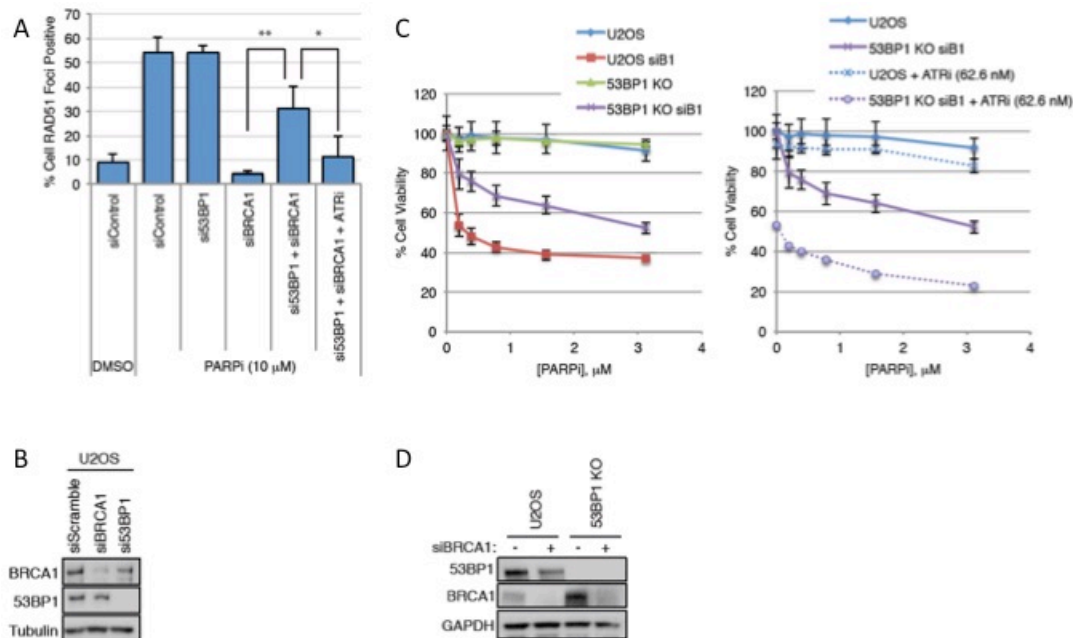 A
% Cell RAD51 Foci Positive
70
60
50
40
30
20
10
0
**
*
siControl
siControl
si53BP1
siBRCA1
si53BP1 + siBRCA1
si53BP1 + siBRCA1 + ATRi
DMSO
PARPi (10 μM)
C
U2OS
U2OS siB1
53BP1 KO
53BP1 KO siB1
% Cell Viability
120
100
80
60
40
20
0
0 1 2 3 4
[PARPi], μM
U2OS
53BP1 KO siB1
U2OS + ATRi (62.6 nM)
53BP1 KO siB1 + ATRi (62.6 nM)
% Cell Viability
120
100
80
60
40
20
0
0 1 2 3 4
[PARPi], μM
B
U2OS
siScramble
siBRCA1
si53BP1
BRCA1
53BP1
Tubulin
D
U2OS
53BP1 KO
siBRCA1: - + - +
53BP1
BRCA1
GAPDH